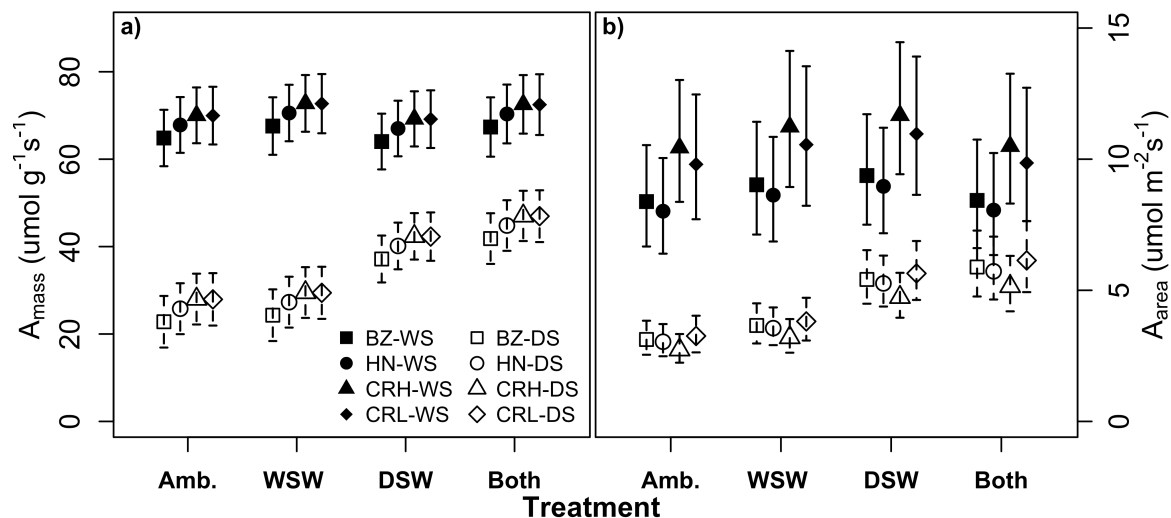 a)
b)
A_mass (umol g^-1 s^-1)
0 20 40 60 80
BZ-WS BZ-DS
HN-WS HN-DS
CRH-WS CRH-DS
CRL-WS CRL-DS
0 5 10 15
A_area (umol m^-2 s^-1)
Amb. WSW DSW Both Amb. WSW DSW Both
Treatment